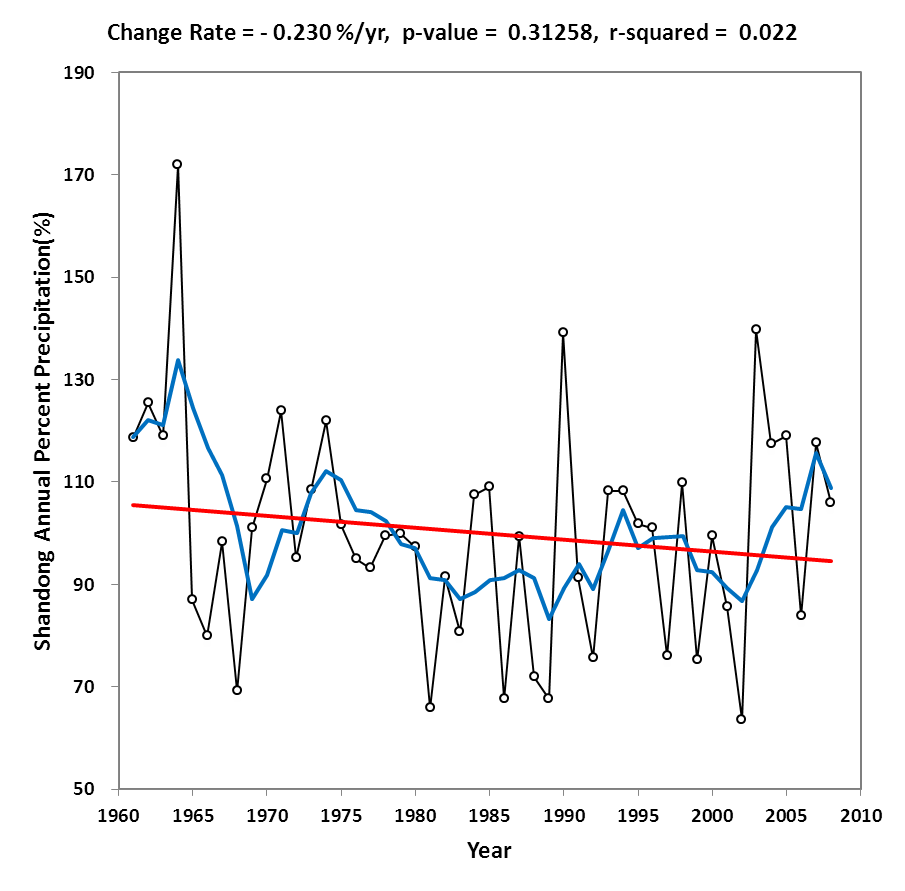 Change Rate = - 0.230 %/yr, p-value = 0.31258, r-squared = 0.022
190
170
150
130
110
90
70
50
Shandong Annual Percent Precipitation(%)
1960 1965 1970 1975 1980 1985 1990 1995 2000 2005 2010
Year